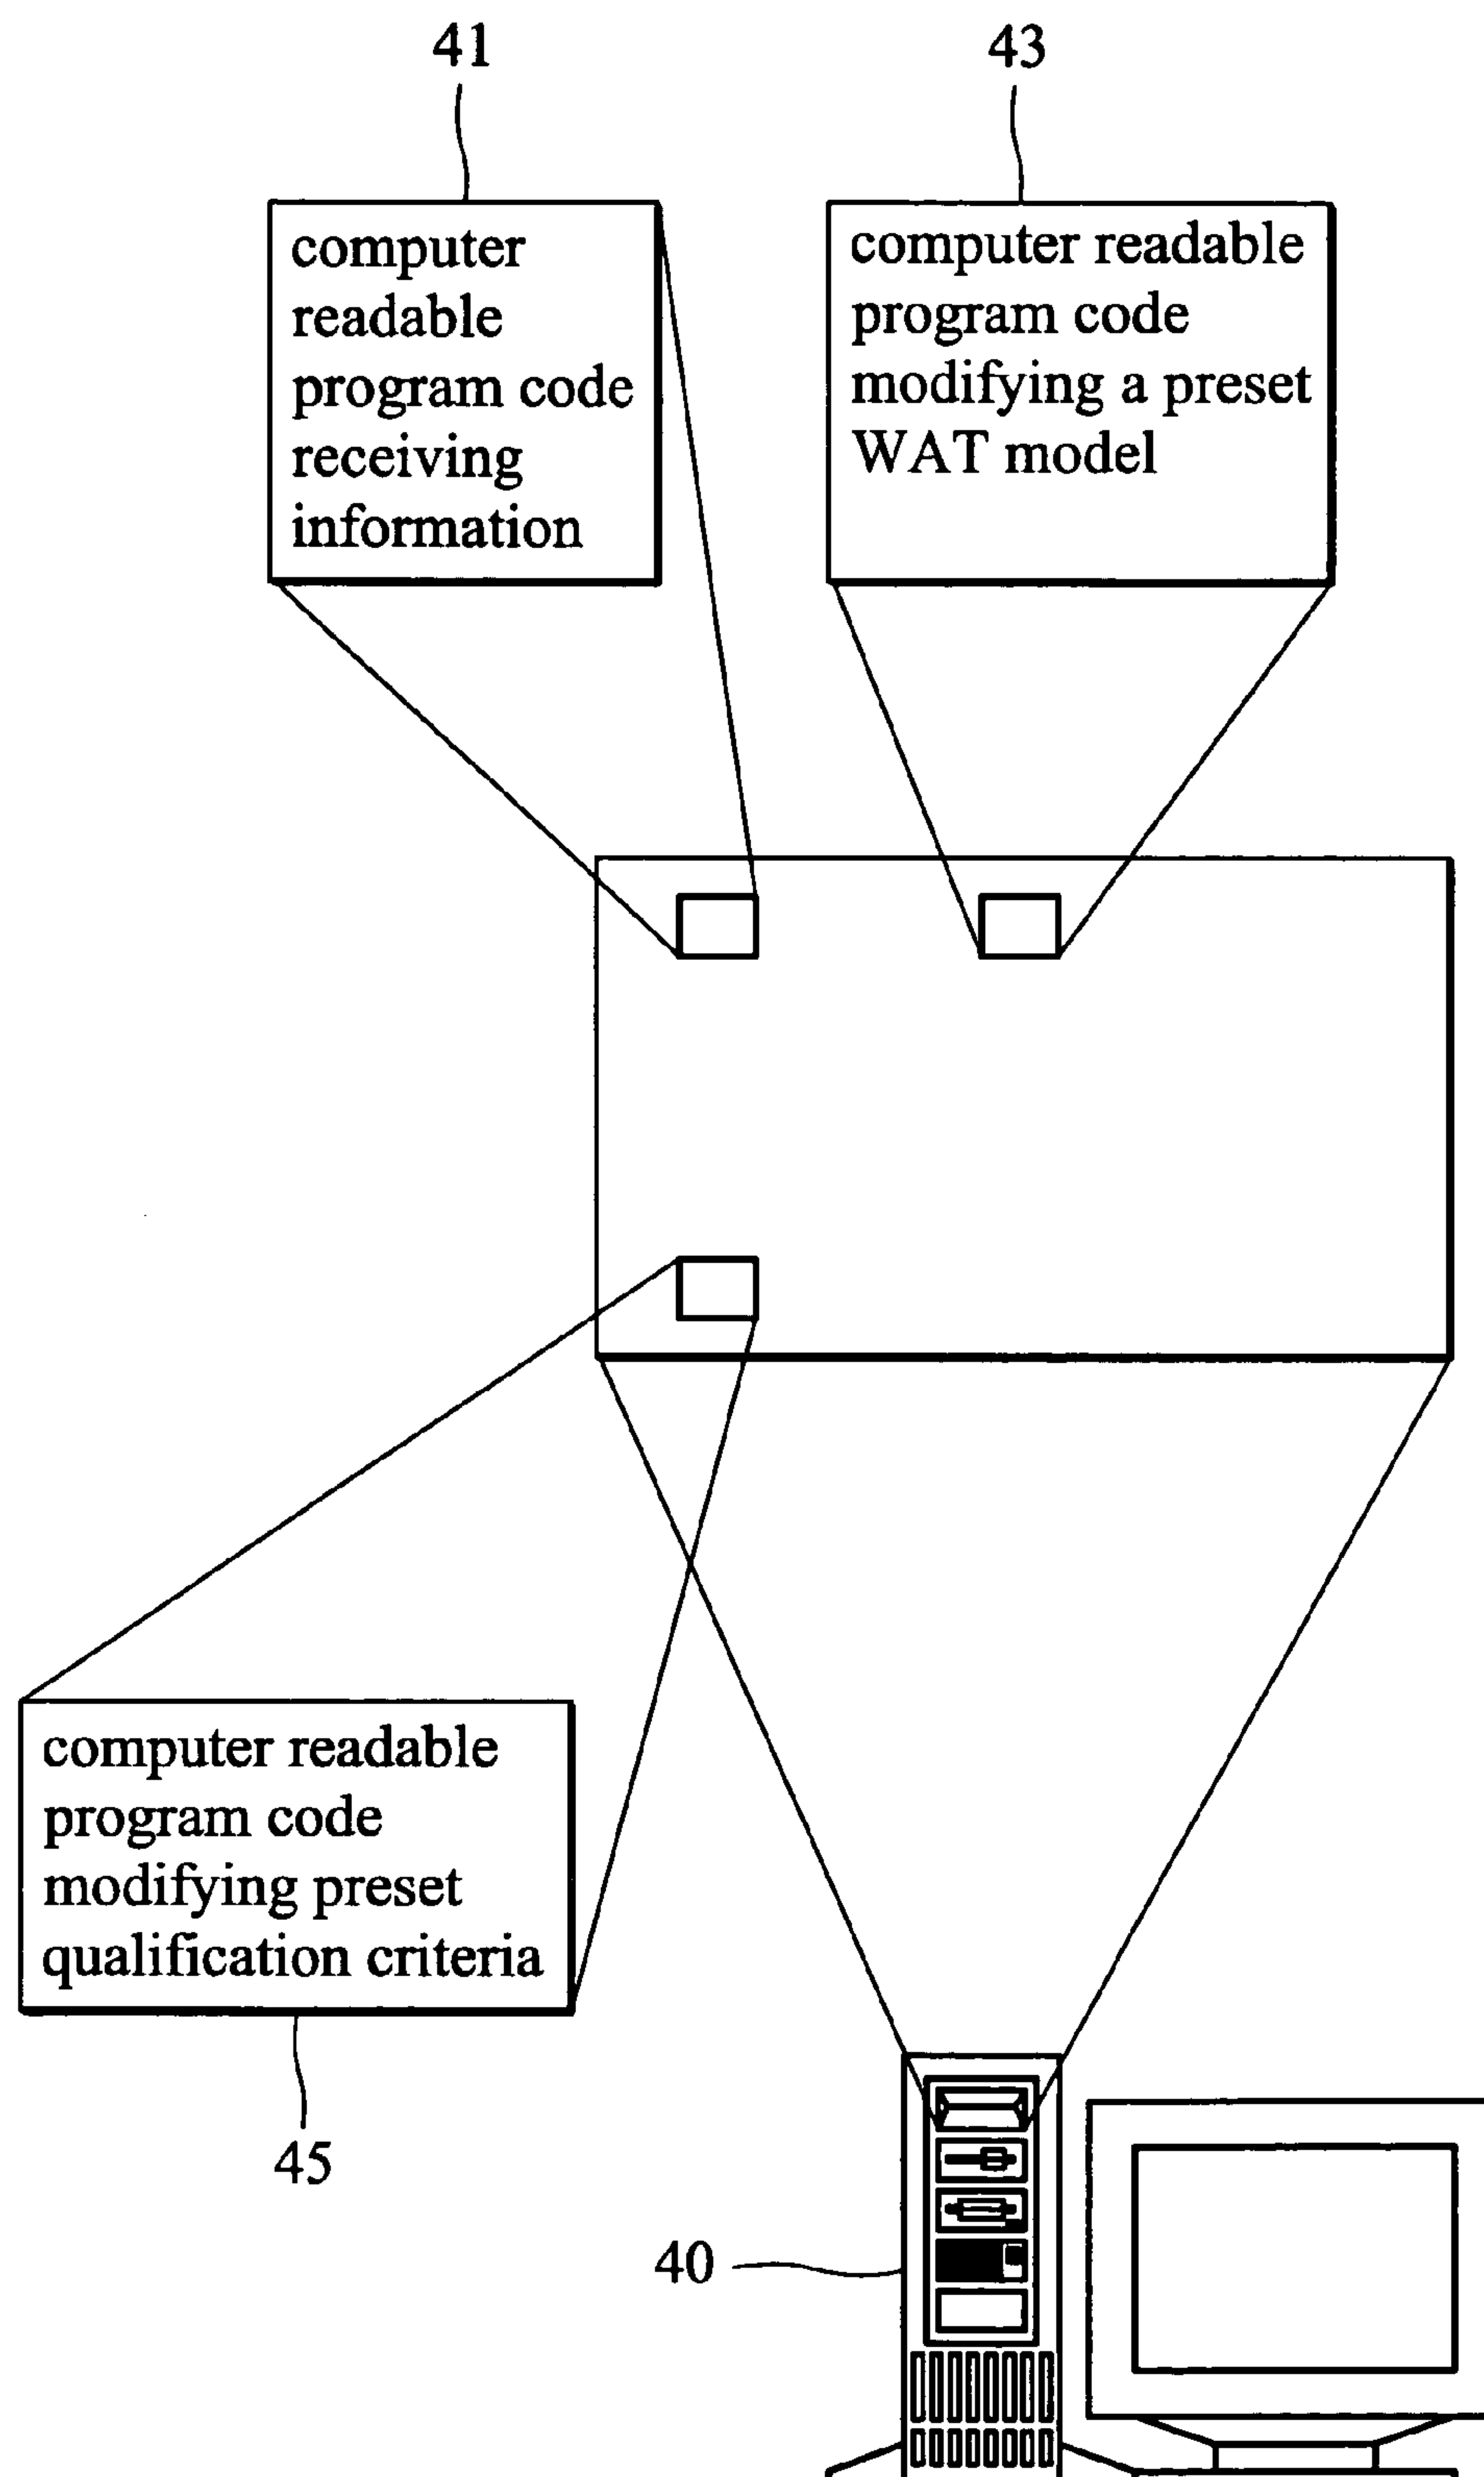 41
43
computer
readable
program code
receiving
information
computer readable
program code
modifying a preset
WAT model
computer readable
program code
modifying preset
qualification criteria
45
40